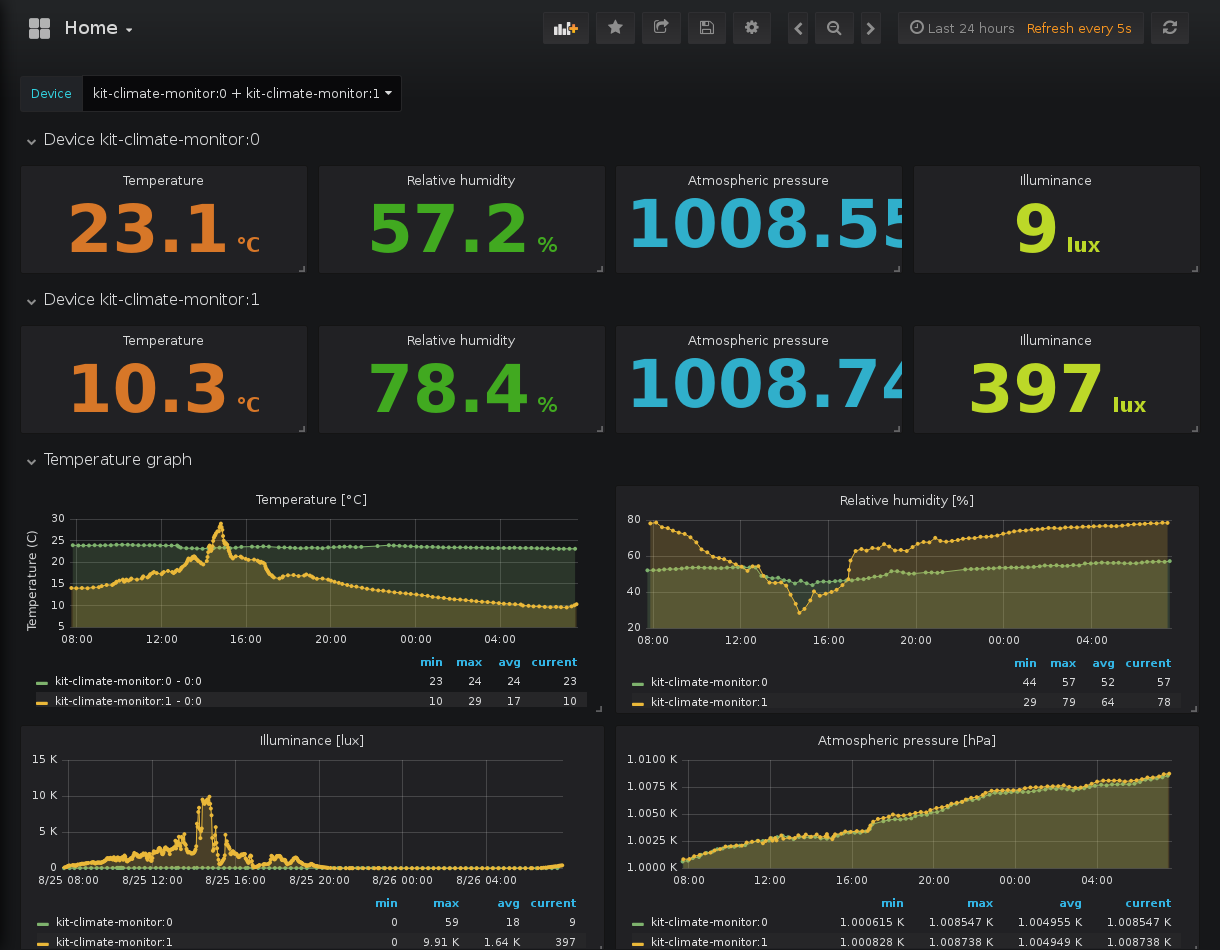 Home
Last 24 hours Refresh every 5s
Device kit-climate-monitor:0 + kit-climate-monitor:1
Device kit-climate-monitor:0
Temperature Relative humidity Atmospheric pressure Illuminance
23.1 °C 57.2 % 1008.55 9 lux
Device kit-climate-monitor:1
Temperature Relative humidity Atmospheric pressure Illuminance
10.3 °C 78.4 % 1008.74 397 lux
Temperature graph
Temperature [°C]
Temperature (C)
30
25
20
15
10
5
08:00 12:00 16:00 20:00 00:00 04:00
min max avg current
kit-climate-monitor:0 - 0:0 23 24 24 23
kit-climate-monitor:1 - 0:0 10 29 17 10
Relative humidity [%]
80
60
40
20
08:00 12:00 16:00 20:00 00:00 04:00
min max avg current
kit-climate-monitor:0 44 57 52 57
kit-climate-monitor:1 29 79 64 78
Illuminance [lux]
15 K
10 K
5 K
0
8/25 08:00 8/25 12:00 8/25 16:00 8/25 20:00 8/26 00:00 8/26 04:00
min max avg current
kit-climate-monitor:0 0 59 18 9
kit-climate-monitor:1 0 9.91 K 1.64 K 397
Atmospheric pressure [hPa]
1.0100 K
1.0075 K
1.0050 K
1.0025 K
1.0000 K
08:00 12:00 16:00 20:00 00:00 04:00
min max avg current
kit-climate-monitor:0 1.000615 K 1.008547 K 1.004955 K 1.008547 K
kit-climate-monitor:1 1.000828 K 1.008738 K 1.004949 K 1.008738 K